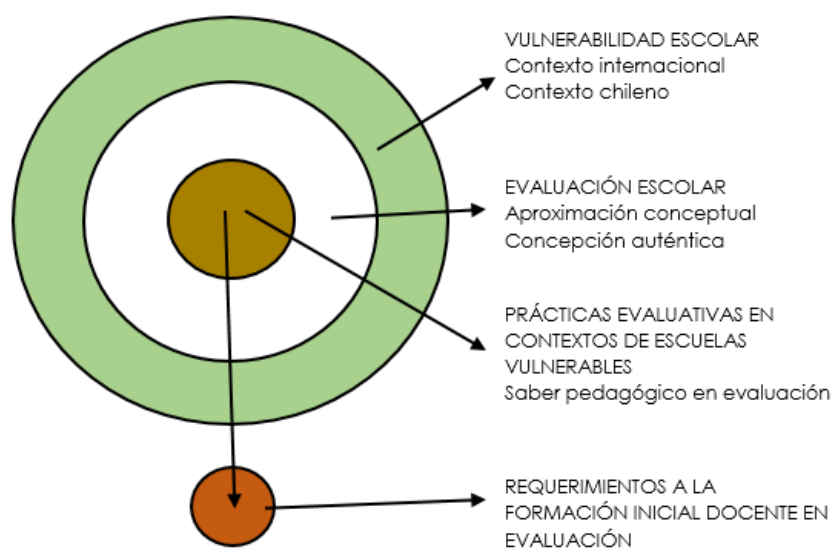 VULNERABILIDAD ESCOLAR
Contexto internacional
Contexto chileno
EVALUACIÓN ESCOLAR
Aproximación conceptual
Concepción auténtica
PRÁCTICAS EVALUATIVAS EN
CONTEXTOS DE ESCUELAS
VULNERABLES
Saber pedagógico en evaluación
REQUERIMIENTOS A LA
FORMACIÓN INICIAL DOCENTE EN
EVALUACIÓN